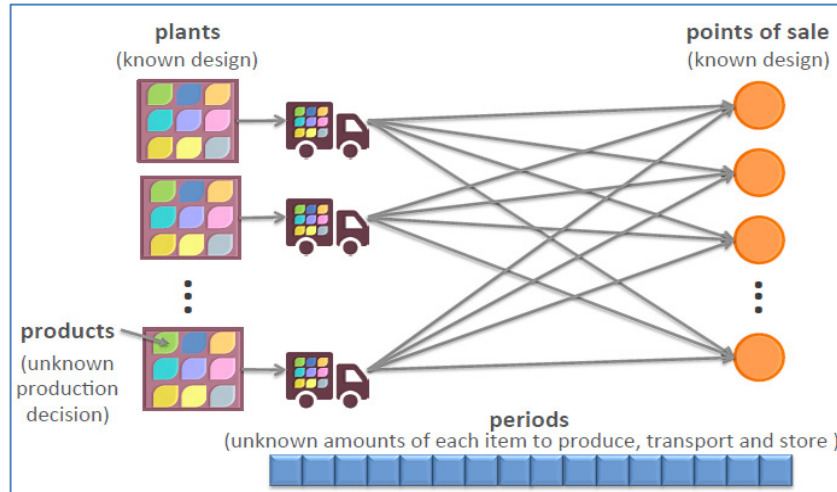 plants
(known design)
points of sale
(known design)
products
(unknown
production
decision)
periods
(unknown amounts of each item to produce, transport and store )